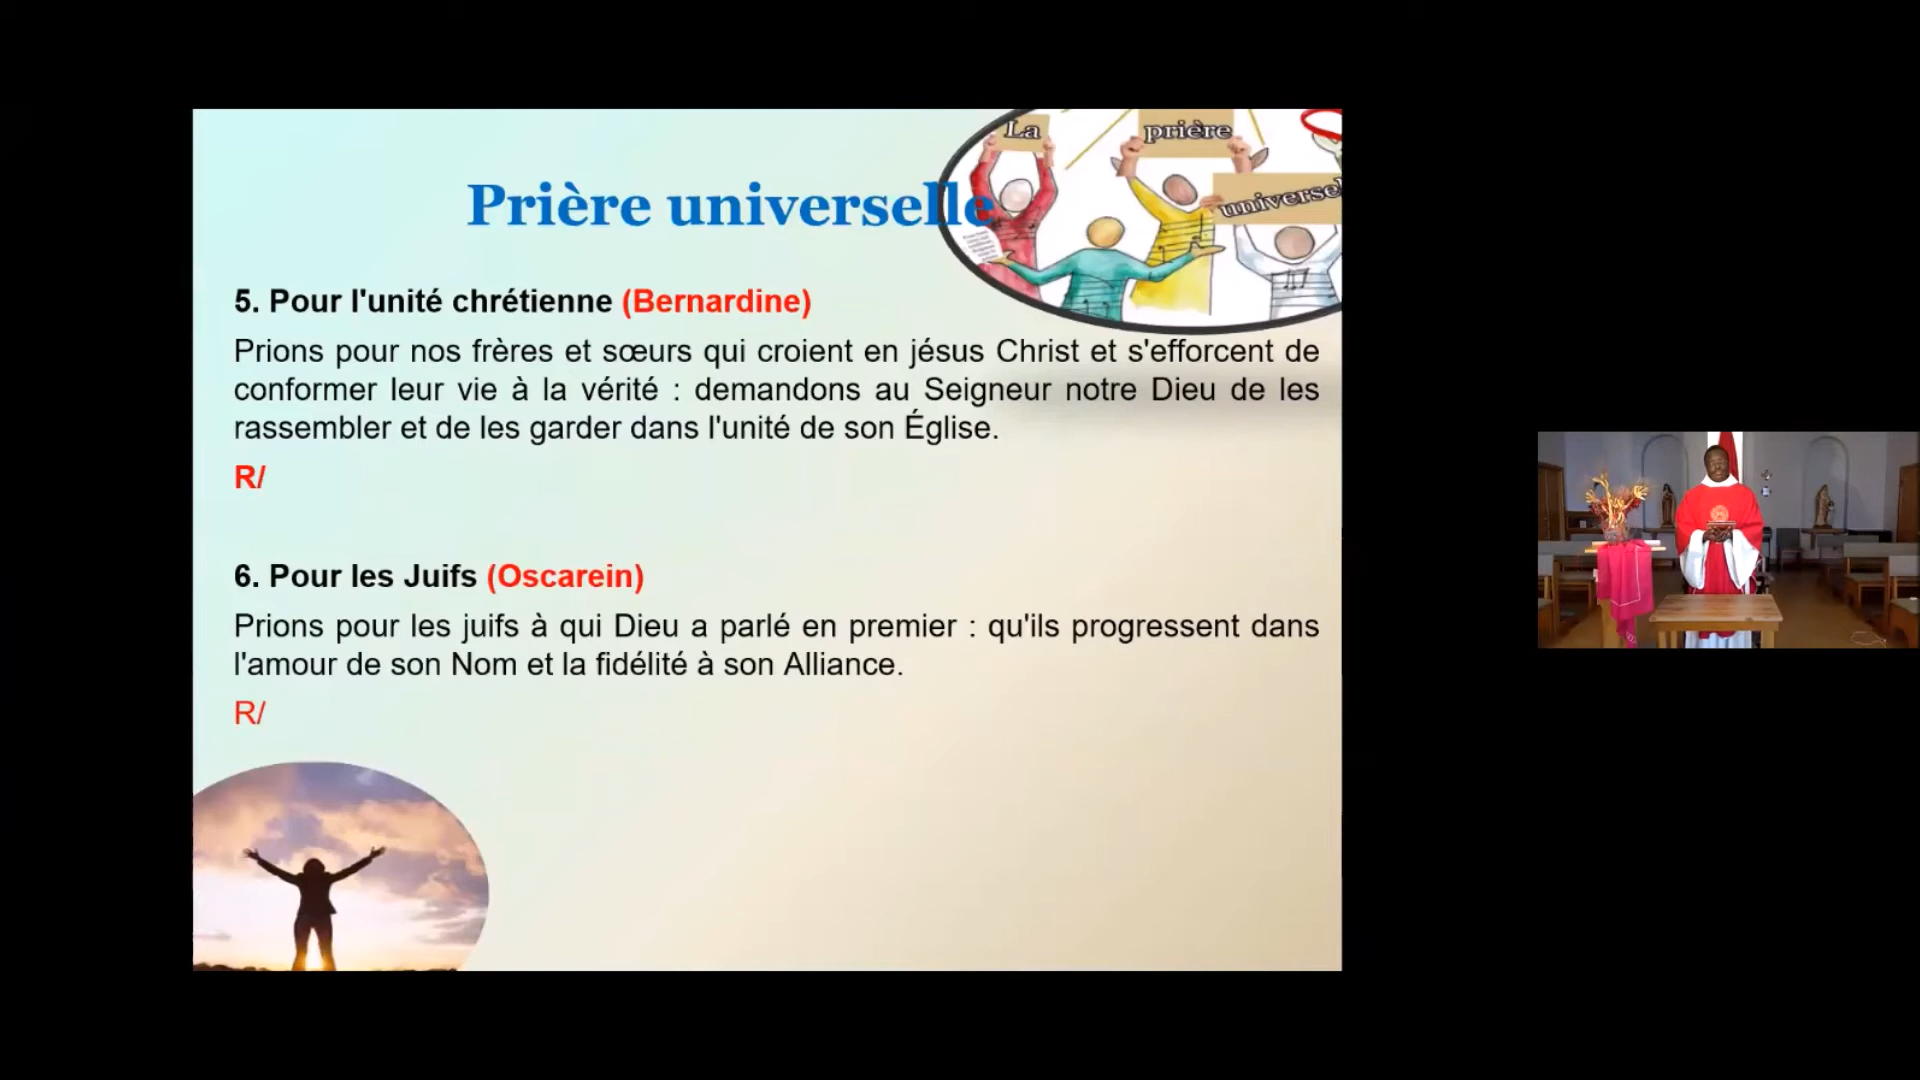 La
prière
universel
Prière universelle
5. Pour l'unité chrétienne (Bernardine)
Prions pour nos frères et sœurs qui croient en jésus Christ et s'efforcent de
conformer leur vie à la vérité : demandons au Seigneur notre Dieu de les
rassembler et de les garder dans l'unité de son Église.
R/
6. Pour les Juifs (Oscarein)
Prions pour les juifs à qui Dieu a parlé en premier : qu'ils progressent dans
l'amour de son Nom et la fidélité à son Alliance.
R/